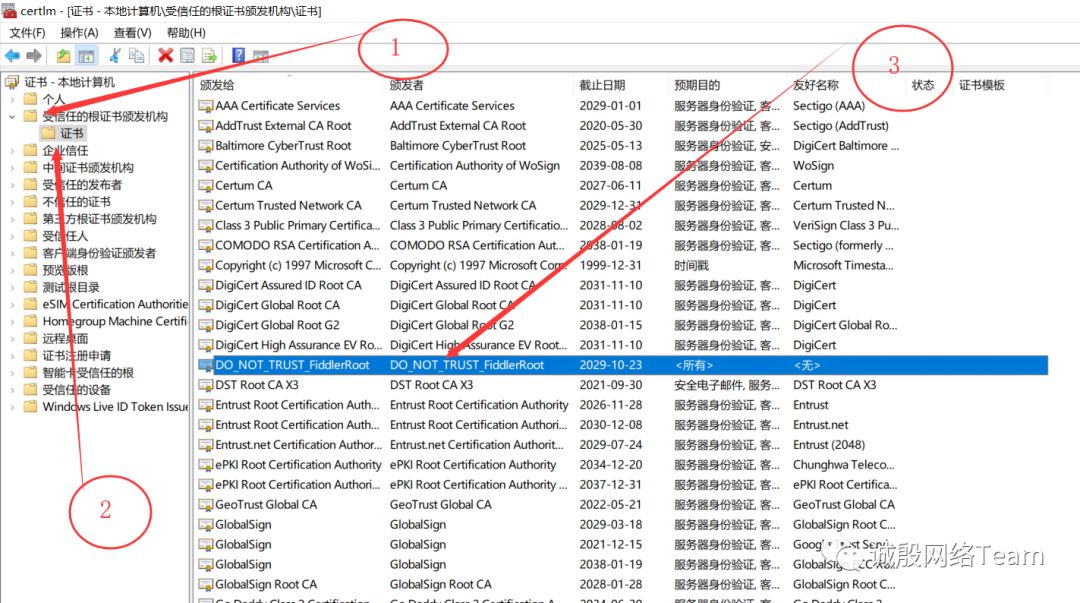 certlm - [证书 - 本地计算机\受信任的根证书颁发机构\证书]
文件(F) 操作(A) 查看(V) 帮助(H)
1
3
2
证书 - 本地计算机
个人
受信任的根证书颁发机构
证书
企业信任
中间证书颁发机构
受信任的发布者
不信任的证书
第三方根证书颁发机构
受信任人
客户端身份验证颁发者
预览版根
测试根目录
eSIM Certification Authorities
Homegroup Machine Certifi
远程桌面
证书注册申请
智能卡受信任的根
受信任的设备
Windows Live ID Token Issue
颁发给 颁发者 截止日期 预期目的 友好名称 状态 证书模板
AAA Certificate Services AAA Certificate Services 2029-01-01 服务器身份验证, 客... Sectigo (AAA)
AddTrust External CA Root AddTrust External CA Root 2020-05-30 服务器身份验证, 客... Sectigo (AddTrust)
Baltimore CyberTrust Root Baltimore CyberTrust Root 2025-05-13 服务器身份验证, 安... DigiCert Baltimore ...
Certification Authority of WoSi... Certification Authority of WoSign 2039-08-08 服务器身份验证, 客... WoSign
Certum CA Certum CA 2027-06-11 服务器身份验证, 客... Certum
Certum Trusted Network CA Certum Trusted Network CA 2029-12-31 服务器身份验证, 客... Certum Trusted N...
Class 3 Public Primary Certifica... Class 3 Public Primary Certificatio... 2028-08-02 服务器身份验证, 客... VeriSign Class 3 Pu...
COMODO RSA Certification A... COMODO RSA Certification Aut... 2038-01-19 服务器身份验证, 客... Sectigo (formerly ...
Copyright (c) 1997 Microsoft C... Copyright (c) 1997 Microsoft Corp... 1999-12-31 时间戳 Microsoft Timesta...
DigiCert Assured ID Root CA DigiCert Assured ID Root CA 2031-11-10 服务器身份验证, 客... DigiCert
DigiCert Global Root CA DigiCert Global Root CA 2031-11-10 服务器身份验证, 客... DigiCert
DigiCert Global Root G2 DigiCert Global Root G2 2038-01-15 服务器身份验证, 客... DigiCert Global Ro...
DigiCert High Assurance EV Ro... DigiCert High Assurance EV Root... 2031-11-10 服务器身份验证, 客... DigiCert
DO_NOT_TRUST_FiddlerRoot DO_NOT_TRUST_FiddlerRoot 2029-10-23 <所有> <无>
DST Root CA X3 DST Root CA X3 2021-09-30 安全电子邮件, 服务... DST Root CA X3
Entrust Root Certification Auth... Entrust Root Certification Authority 2026-11-28 服务器身份验证, 客... Entrust
Entrust Root Certification Auth... Entrust Root Certification Auth... 2030-12-08 服务器身份验证, 客... Entrust.net
Entrust.net Certification Author... Entrust.net Certification Authorit... 2029-07-24 服务器身份验证, 客... Entrust (2048)
ePKI Root Certification Authority ePKI Root Certification Authority 2034-12-20 服务器身份验证, 客... Chunghwa Teleco...
ePKI Root Certification Authori... ePKI Root Certification Authority ... 2037-12-31 服务器身份验证, 客... ePKI Root Certifica...
GeoTrust Global CA GeoTrust Global CA 2022-05-21 服务器身份验证, 客... GeoTrust Global CA
GlobalSign GlobalSign 2029-03-18 服务器身份验证, 客... GlobalSign Root C...
GlobalSign GlobalSign 2021-12-15 服务器身份验证, 客... Google Trust Servi...
GlobalSign GlobalSign 2038-01-19 服务器身份验证, 客... GlobalSign ECC Ro...
GlobalSign Root CA GlobalSign Root CA 2028-01-28 服务器身份验证, 客... GlobalSign Root C...
诚殷网络Team